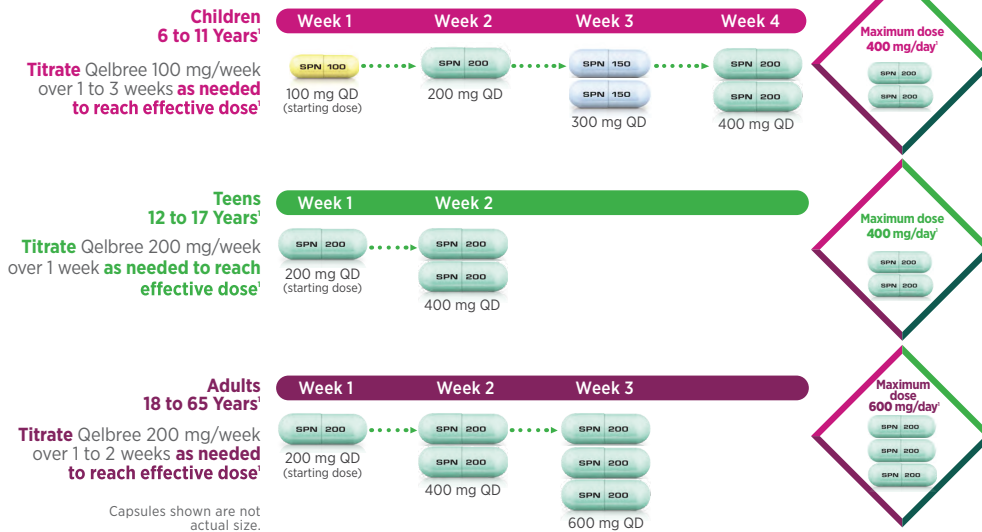 Children
6 to 11 Years¹
Titrate Qelbree 100 mg/week
over 1 to 3 weeks as needed
to reach effective dose¹
Week 1 Week 2 Week 3 Week 4
SPN 100
100 mg QD
(starting dose)
SPN 200
200 mg QD
SPN 150
SPN 150
300 mg QD
SPN 200
SPN 200
400 mg QD
Maximum dose
400 mg/day¹
SPN 200
SPN 200
Teens
12 to 17 Years¹
Titrate Qelbree 200 mg/week
over 1 week as needed to reach
effective dose¹
Week 1 Week 2
SPN 200
200 mg QD
(starting dose)
SPN 200
SPN 200
400 mg QD
Maximum dose
400 mg/day¹
SPN 200
SPN 200
Adults
18 to 65 Years¹
Titrate Qelbree 200 mg/week
over 1 to 2 weeks as needed
to reach effective dose¹
Week 1 Week 2 Week 3
SPN 200
200 mg QD
(starting dose)
SPN 200
SPN 200
400 mg QD
SPN 200
SPN 200
SPN 200
600 mg QD
Maximum
dose
600 mg/day¹
SPN 200
SPN 200
SPN 200
Capsules shown are not
actual size.